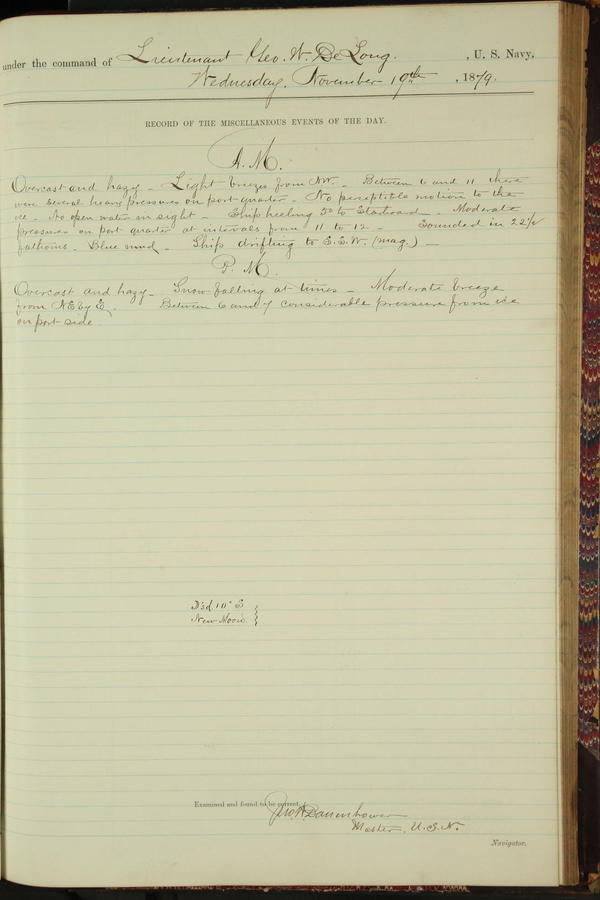 under the command of Lieutenant Geo. W. De Long. , U. S. Navy,
Wednesday, November 19th , 1879.
RECORD OF THE MISCELLANEOUS EVENTS OF THE DAY.
A. M.
Overcast and hazy - Light breezes from NW. - Between 6 and 11 there
were several heavy pressures on port quarter - No perceptible motion to the
ice - No open water in sight - Ship heeling 5° to Starboard - Moderate
pressures on port quarter at intervals from 11 to 12 - Sounded in 22½
fathoms - Blue mud - Ship drifting to S.S.W. (mag.) -
P. M.
Overcast and hazy - Snow falling at times - Moderate breeze
from NE by E. Between 6 and 7 considerable pressure from ice
on port side.
New Moon
Examined and found to be correct.
Jno W Danenhower
Master, U.S.N.
Navigator.